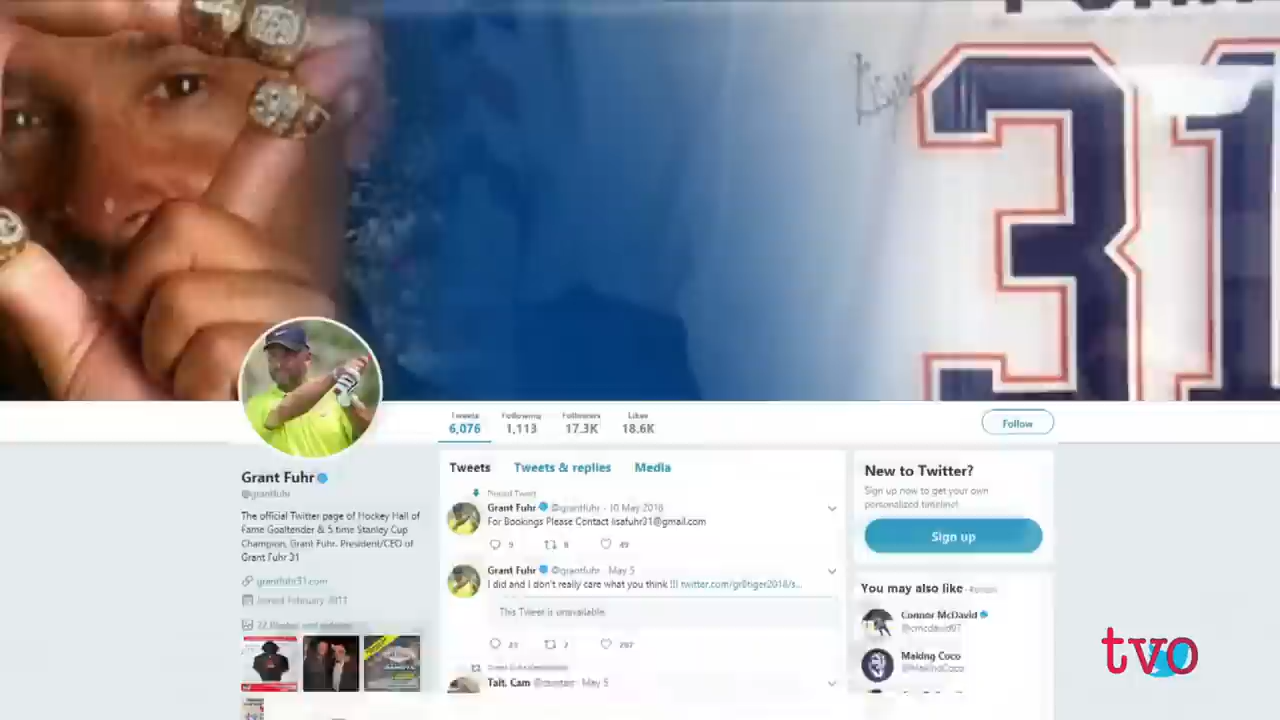 31
Tweets Following Followers Likes
6,076 1,113 17.3K 18.6K
Follow
Grant Fuhr
@grantfuhr
The official Twitter page of Hockey Hall of
Fame Goaltender & 5 time Stanley Cup
Champion, Grant Fuhr. President/CEO of
Grant Fuhr 31
grantfuhr31.com
Joined February 2011
Tweets Tweets & replies Media
Pinned Tweet
Grant Fuhr @grantfuhr · 10 May 2018
For Bookings Please Contact lisafuhr31@gmail.com
9 8 49
Grant Fuhr @grantfuhr · May 5
I did and I don't really care what you think !!! twitter.com/gr8tiger2018/s...
This Tweet is unavailable.
Tait, Cam May 5
New to Twitter?
Sign up now to get your own
personalized timeline!
Sign up
You may also like · Refresh
Connor McDavid
@cmcdavid97
Making Coco
@MakingCoco
tvo